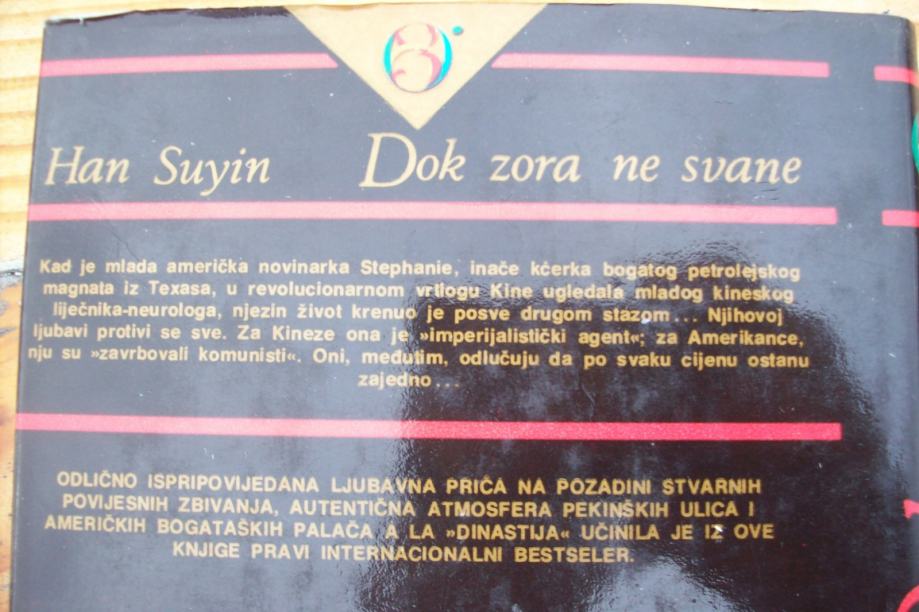 Han Suyin Dok zora ne svane
Kad je mlada američka novinarka Stephanie, inače kćerka bogatog petrolejskog
magnata iz Texasa, u revolucionarnom vrtlogu Kine ugledala mladog kineskog
liječnika-neurologa, njezin život krenuo je posve drugom stazom... Njihovoj
ljubavi protivi se sve. Za Kineze ona je »imperijalistički agent«; za Amerikance,
nju su »zavrbovali komunisti«. Oni, međutim, odlučuju da po svaku cijenu ostanu
zajedno...
ODLIČNO ISPRIPOVIJEDANA LJUBAVNA PRIČA NA POZADINI STVARNIH
POVIJESNIH ZBIVANJA, AUTENTIČNA ATMOSFERA PEKINŠKIH ULICA I
AMERIČKIH BOGATAŠKIH PALAČA A LA »DINASTIJA« UČINILA JE IZ OVE
KNJIGE PRAVI INTERNACIONALNI BESTSELER.